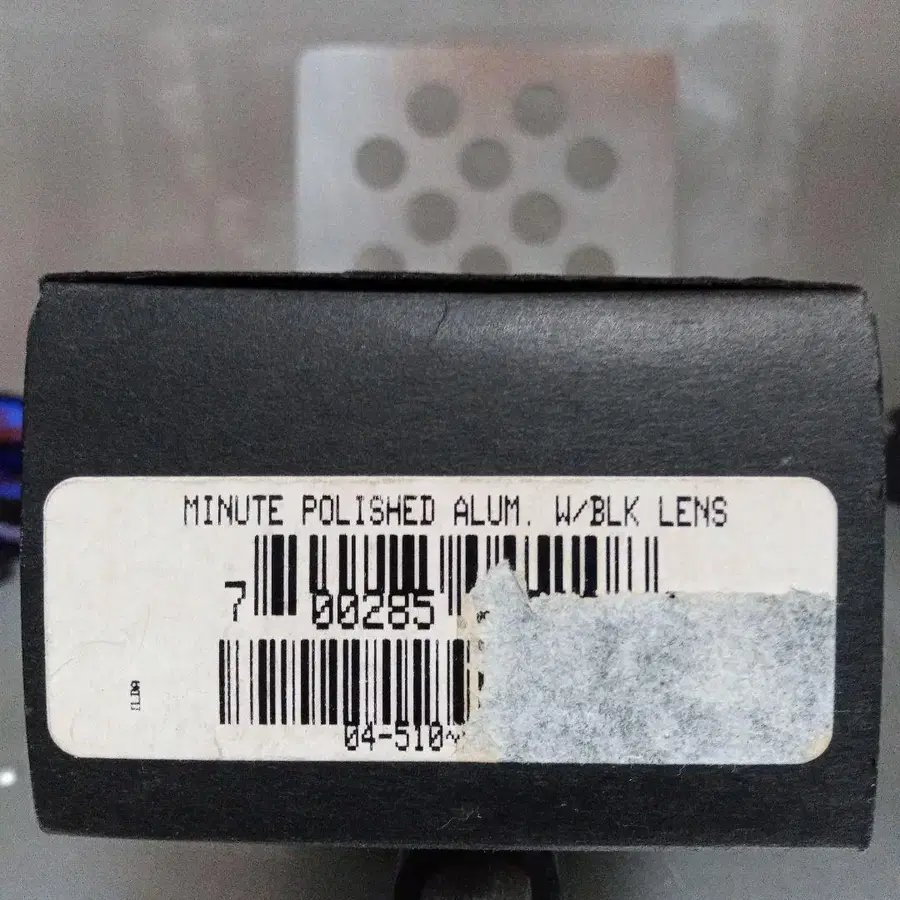 MINUTE POLISHED ALUM. W/BLK LENS
7 00285
04-510